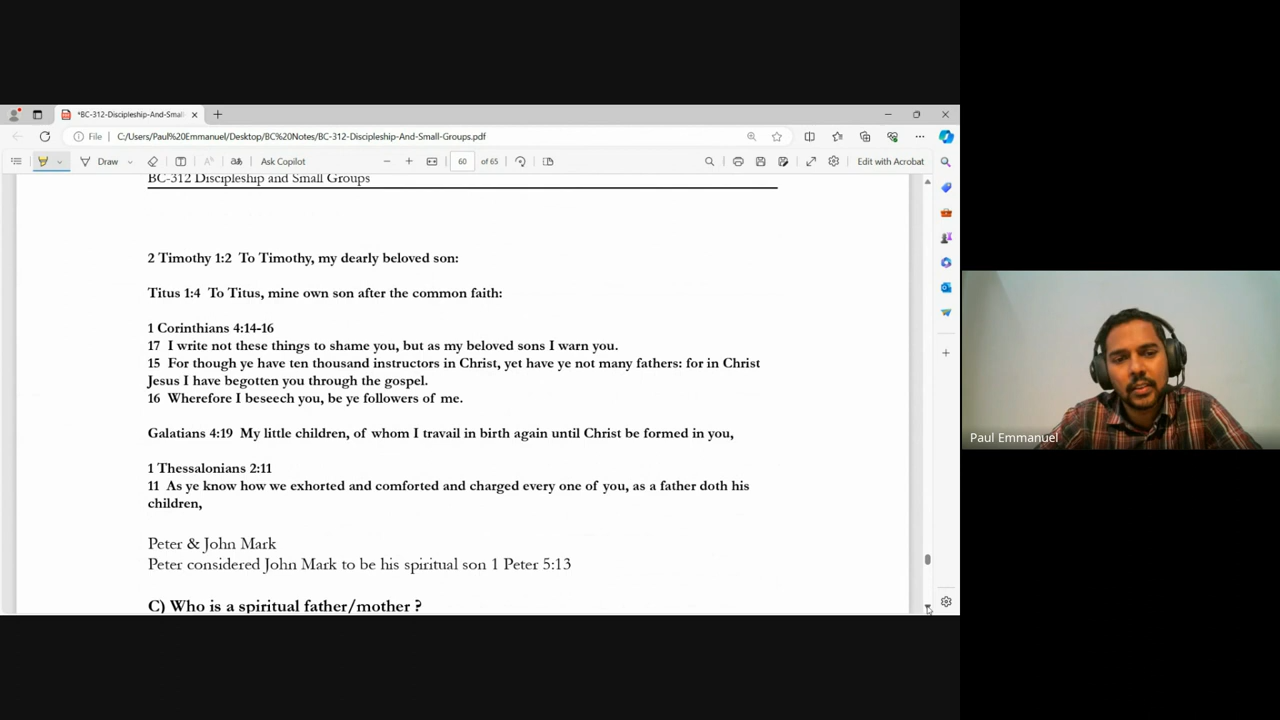 *BC-312-Discipleship-And-Smal
File
C:/Users/Paul%20Emmanuel/Desktop/BC%20Notes/BC-312-Discipleship-And-Small-Groups.pdf
Draw
Ask Copilot
60
of 65
Edit with Acrobat
BC-312 Discipleship and Small Groups
2 Timothy 1:2 To Timothy, my dearly beloved son:
Titus 1:4 To Titus, mine own son after the common faith:
1 Corinthians 4:14-16
17 I write not these things to shame you, but as my beloved sons I warn you.
15 For though ye have ten thousand instructors in Christ, yet have ye not many fathers: for in Christ
Jesus I have begotten you through the gospel.
16 Wherefore I beseech you, be ye followers of me.
Galatians 4:19 My little children, of whom I travail in birth again until Christ be formed in you,
1 Thessalonians 2:11
11 As ye know how we exhorted and comforted and charged every one of you, as a father doth his
children,
Peter & John Mark
Peter considered John Mark to be his spiritual son 1 Peter 5:13
C) Who is a spiritual father/mother ?
Paul Emmanuel